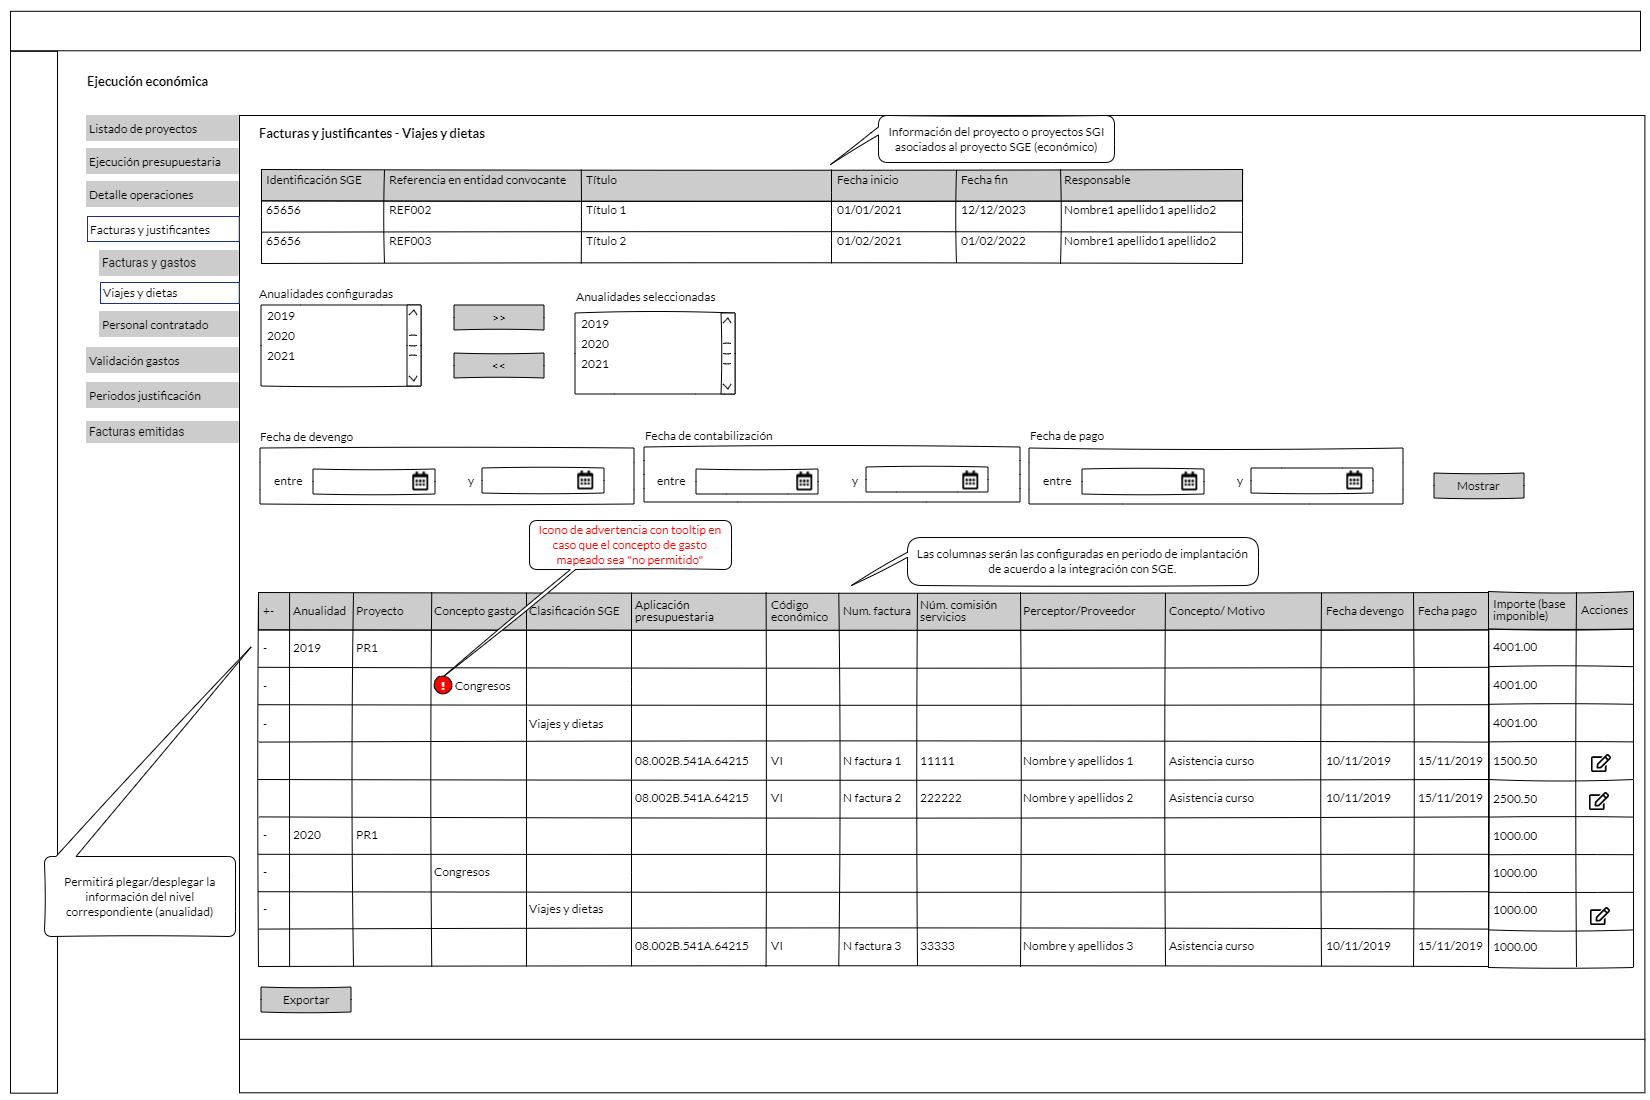 Ejecución económica
Listado de proyectos
Ejecución presupuestaria
Detalle operaciones
Facturas y justificantes
Facturas y gastos
Viajes y dietas
Personal contratado
Validación gastos
Periodos justificación
Facturas emitidas
Facturas y justificantes - Viajes y dietas
Información del proyecto o proyectos SGI
asociados al proyecto SGE (económico)
Identificación SGE Referencia en entidad convocante Título Fecha inicio Fecha fin Responsable
65656 REF002 Título 1 01/01/2021 12/12/2023 Nombre1 apellido1 apellido2
65656 REF003 Título 2 01/02/2021 01/02/2022 Nombre1 apellido1 apellido2
Anualidades configuradas
2019
2020
2021
>>
<<
Anualidades seleccionadas
2019
2020
2021
Fecha de devengo
entre y
Fecha de contabilización
entre y
Fecha de pago
entre y
Mostrar
Icono de advertencia con tooltip en
caso que el concepto de gasto
mapeado sea "no permitido"
Las columnas serán las configuradas en periodo de implantación
de acuerdo a la integración con SGE.
+- Anualidad Proyecto Concepto gasto Clasificación SGE Aplicación presupuestaria Código económico Num. factura Núm. comisión servicios Perceptor/Proveedor Concepto/ Motivo Fecha devengo Fecha pago Importe (base imponible) Acciones
- 2019 PR1 4001.00
- ! Congresos 4001.00
- Viajes y dietas 4001.00
08.002B.541A.64215 VI N factura 1 11111 Nombre y apellidos 1 Asistencia curso 10/11/2019 15/11/2019 1500.50
08.002B.541A.64215 VI N factura 2 222222 Nombre y apellidos 2 Asistencia curso 10/11/2019 15/11/2019 2500.50
- 2020 PR1 1000.00
- Congresos 1000.00
- Viajes y dietas 1000.00
08.002B.541A.64215 VI N factura 3 33333 Nombre y apellidos 3 Asistencia curso 10/11/2019 15/11/2019 1000.00
Permitirá plegar/desplegar la
información del nivel
correspondiente (anualidad)
Exportar